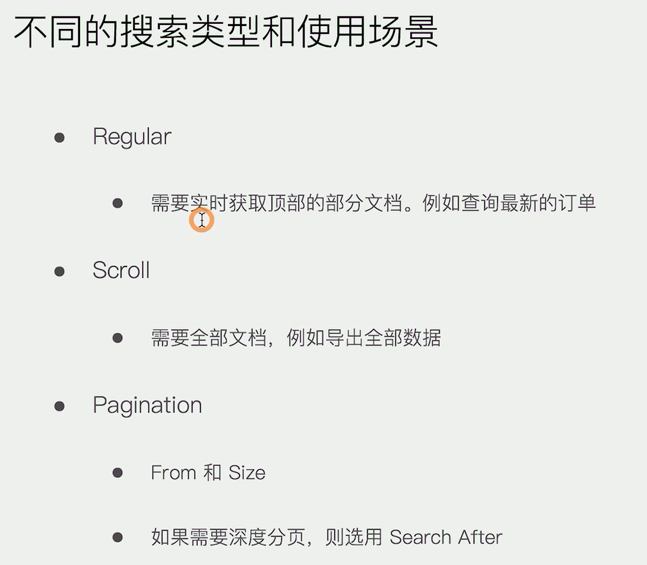 不同的搜索类型和使用场景
Regular
需要实时获取顶部的部分文档。例如查询最新的订单
Scroll
需要全部文档，例如导出全部数据
Pagination
From 和 Size
如果需要深度分页，则选用 Search After